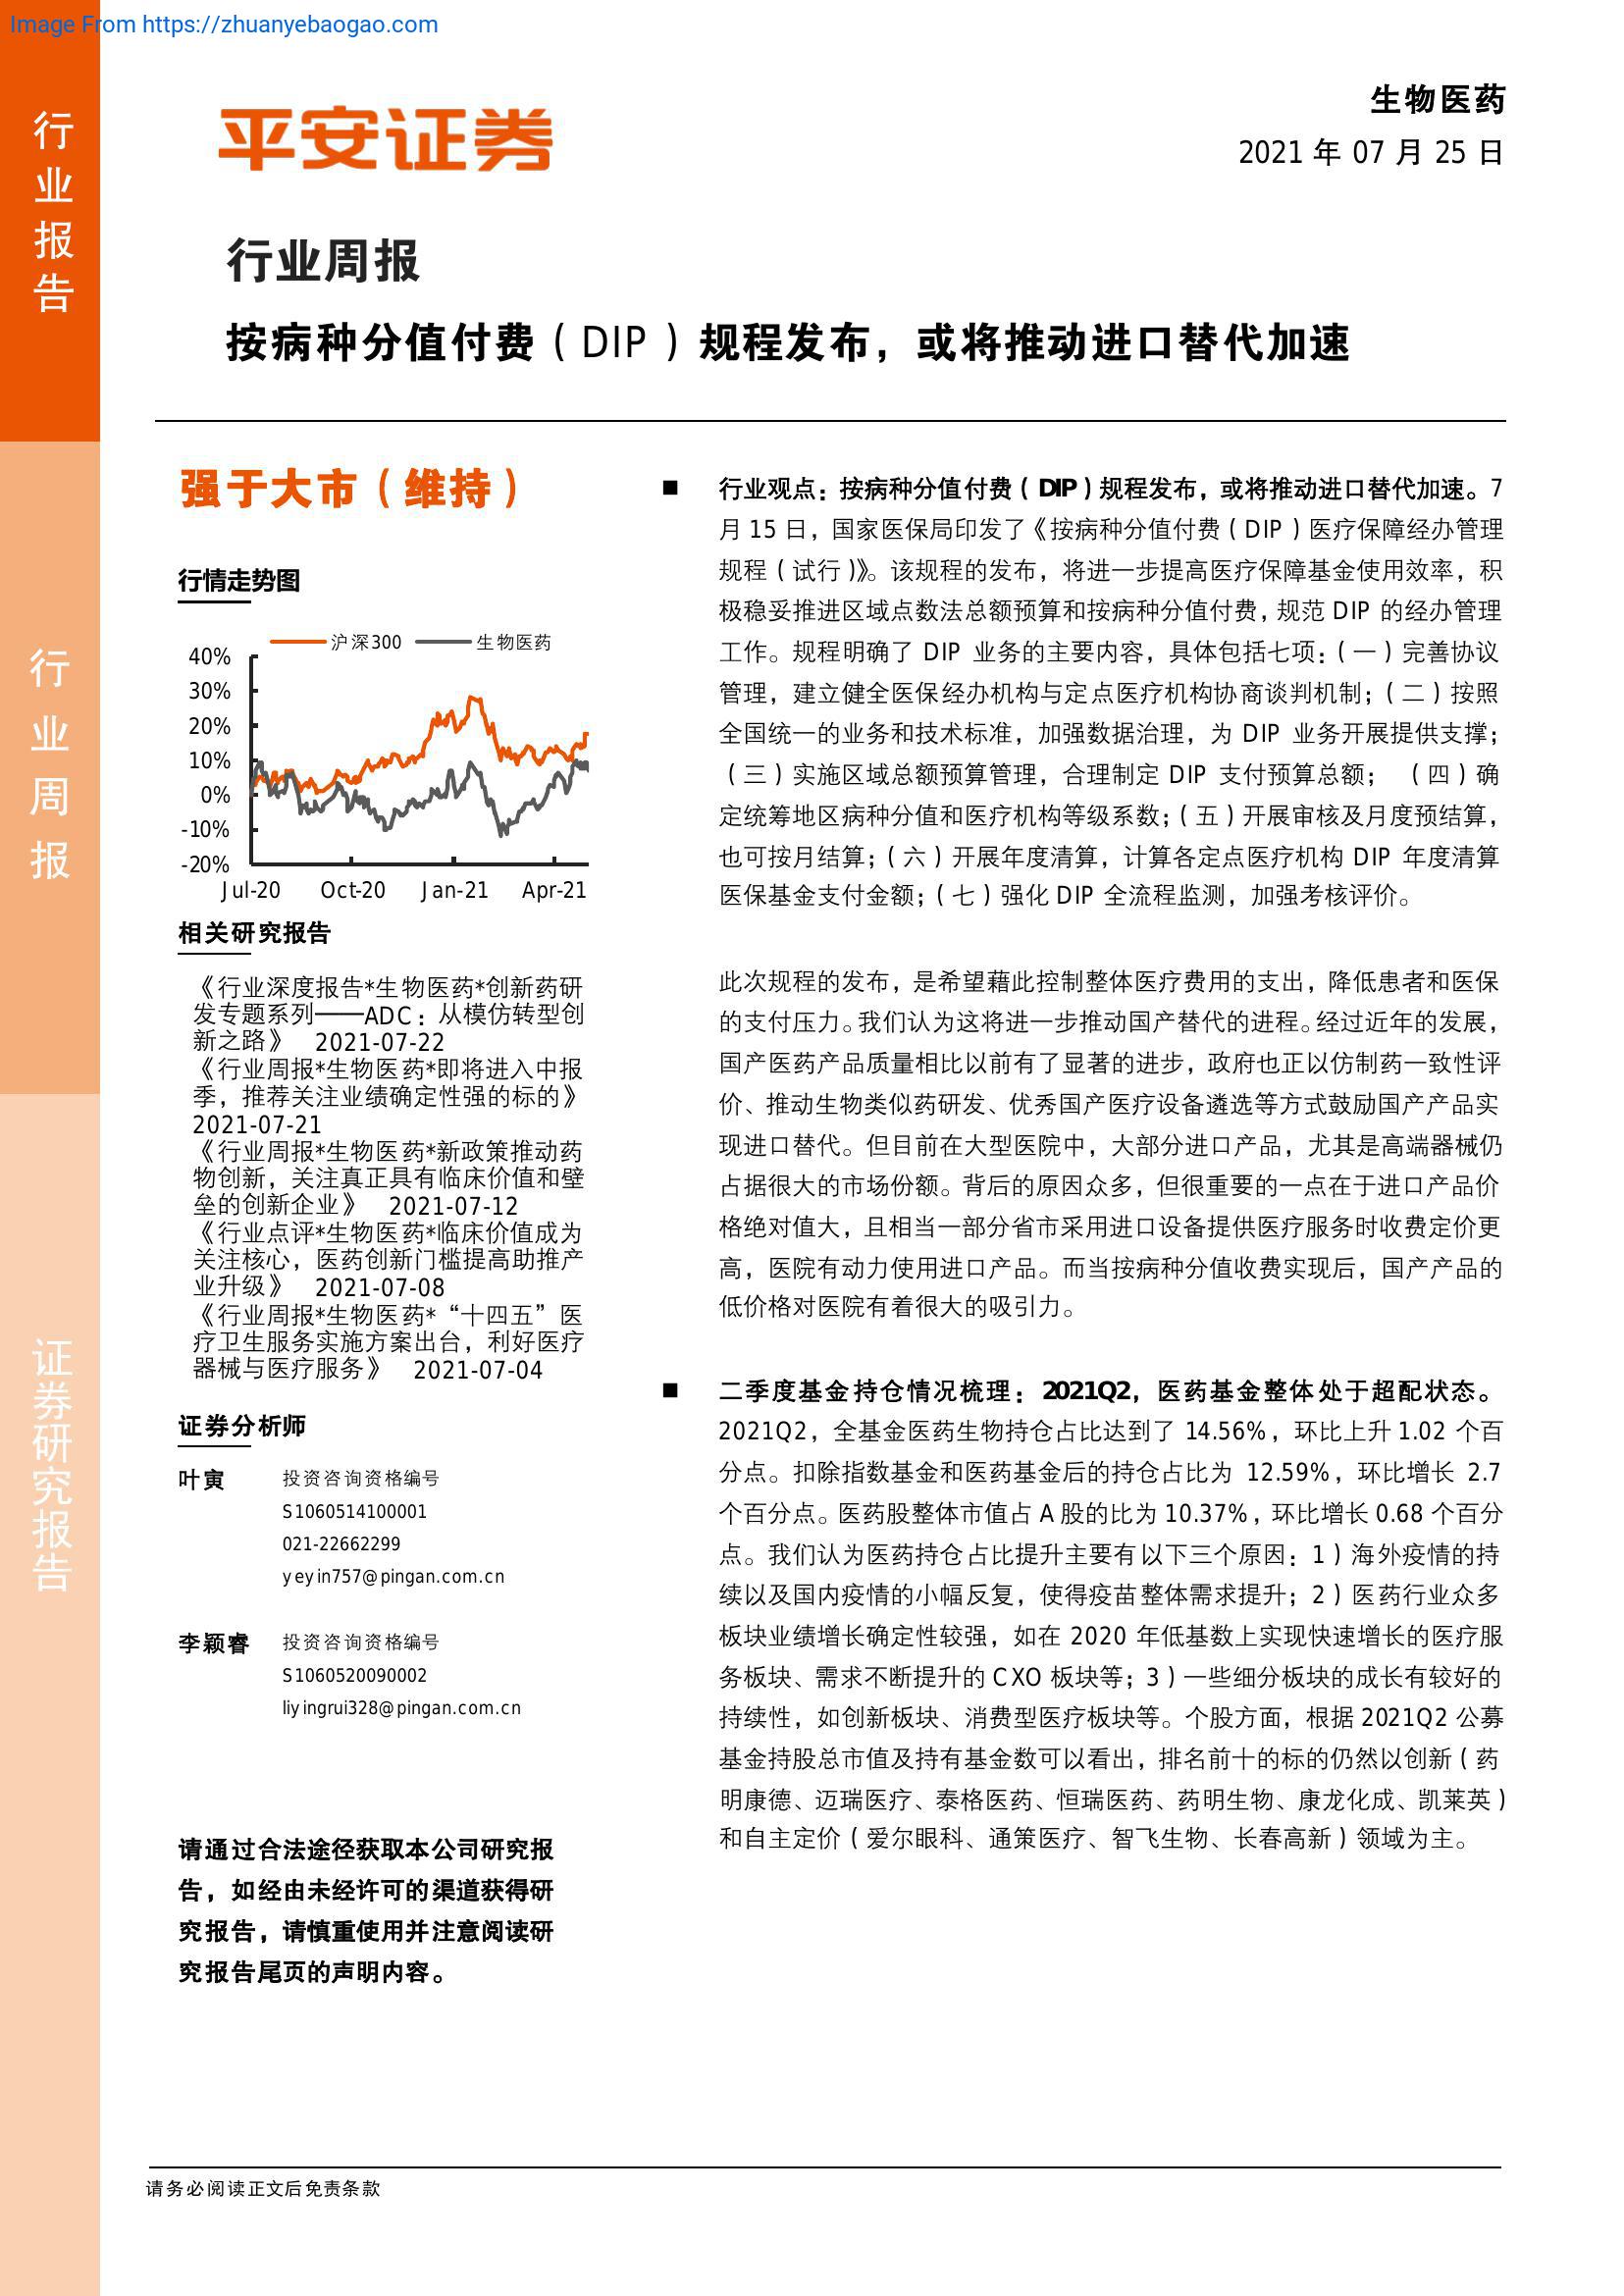 Image From https://zhuanyebaogao.com
行业报告
行业周报
证券研究报告
平安证券
生物医药
2021 年 07 月 25 日
行业周报
按病种分值付费（DIP）规程发布，或将推动进口替代加速
强于大市（维持）
行情走势图
沪深300 生物医药
40%
30%
20%
10%
0%
-10%
-20%
Jul-20 Oct-20 Jan-21 Apr-21
相关研究报告
《行业深度报告*生物医药*创新药研
发专题系列——ADC：从模仿转型创
新之路》 2021-07-22
《行业周报*生物医药*即将进入中报
季，推荐关注业绩确定性强的标的》
2021-07-21
《行业周报*生物医药*新政策推动药
物创新，关注真正具有临床价值和壁
垒的创新企业》 2021-07-12
《行业点评*生物医药*临床价值成为
关注核心，医药创新门槛提高助推产
业升级》 2021-07-08
《行业周报*生物医药*“十四五”医
疗卫生服务实施方案出台，利好医疗
器械与医疗服务》 2021-07-04
证券分析师
叶寅 投资咨询资格编号
S1060514100001
021-22662299
yeyin757@pingan.com.cn
李颖睿 投资咨询资格编号
S1060520090002
liyingrui328@pingan.com.cn
请通过合法途径获取本公司研究报
告，如经由未经许可的渠道获得研
究报告，请慎重使用并注意阅读研
究报告尾页的声明内容。
■ 行业观点：按病种分值付费（DIP）规程发布，或将推动进口替代加速。7
月 15 日，国家医保局印发了《按病种分值付费（DIP）医疗保障经办管理
规程（试行）》。该规程的发布，将进一步提高医疗保障基金使用效率，积
极稳妥推进区域点数法总额预算和按病种分值付费，规范 DIP 的经办管理
工作。规程明确了 DIP 业务的主要内容，具体包括七项：（一）完善协议
管理，建立健全医保经办机构与定点医疗机构协商谈判机制；（二）按照
全国统一的业务和技术标准，加强数据治理，为 DIP 业务开展提供支撑；
（三）实施区域总额预算管理，合理制定 DIP 支付预算总额； （四）确
定统筹地区病种分值和医疗机构等级系数；（五）开展审核及月度预结算，
也可按月结算；（六）开展年度清算，计算各定点医疗机构 DIP 年度清算
医保基金支付金额；（七）强化 DIP 全流程监测，加强考核评价。
此次规程的发布，是希望藉此控制整体医疗费用的支出，降低患者和医保
的支付压力。我们认为这将进一步推动国产替代的进程。经过近年的发展，
国产医药产品质量相比以前有了显著的进步，政府也正以仿制药一致性评
价、推动生物类似药研发、优秀国产医疗设备遴选等方式鼓励国产产品实
现进口替代。但目前在大型医院中，大部分进口产品，尤其是高端器械仍
占据很大的市场份额。背后的原因众多，但很重要的一点在于进口产品价
格绝对值大，且相当一部分省市采用进口设备提供医疗服务时收费定价更
高，医院有动力使用进口产品。而当按病种分值收费实现后，国产产品的
低价格对医院有着很大的吸引力。
■ 二季度基金持仓情况梳理：2021Q2，医药基金整体处于超配状态。
2021Q2，全基金医药生物持仓占比达到了 14.56%，环比上升 1.02 个百
分点。扣除指数基金和医药基金后的持仓占比为 12.59%，环比增长 2.7
个百分点。医药股整体市值占 A 股的比为 10.37%，环比增长 0.68 个百分
点。我们认为医药持仓占比提升主要有以下三个原因：1）海外疫情的持
续以及国内疫情的小幅反复，使得疫苗整体需求提升；2）医药行业众多
板块业绩增长确定性较强，如在 2020 年低基数上实现快速增长的医疗服
务板块、需求不断提升的 CXO 板块等；3）一些细分板块的成长有较好的
持续性，如创新板块、消费型医疗板块等。个股方面，根据 2021Q2 公募
基金持股总市值及持有基金数可以看出，排名前十的标的仍然以创新（药
明康德、迈瑞医疗、泰格医药、恒瑞医药、药明生物、康龙化成、凯莱英）
和自主定价（爱尔眼科、通策医疗、智飞生物、长春高新）领域为主。
请务必阅读正文后免责条款